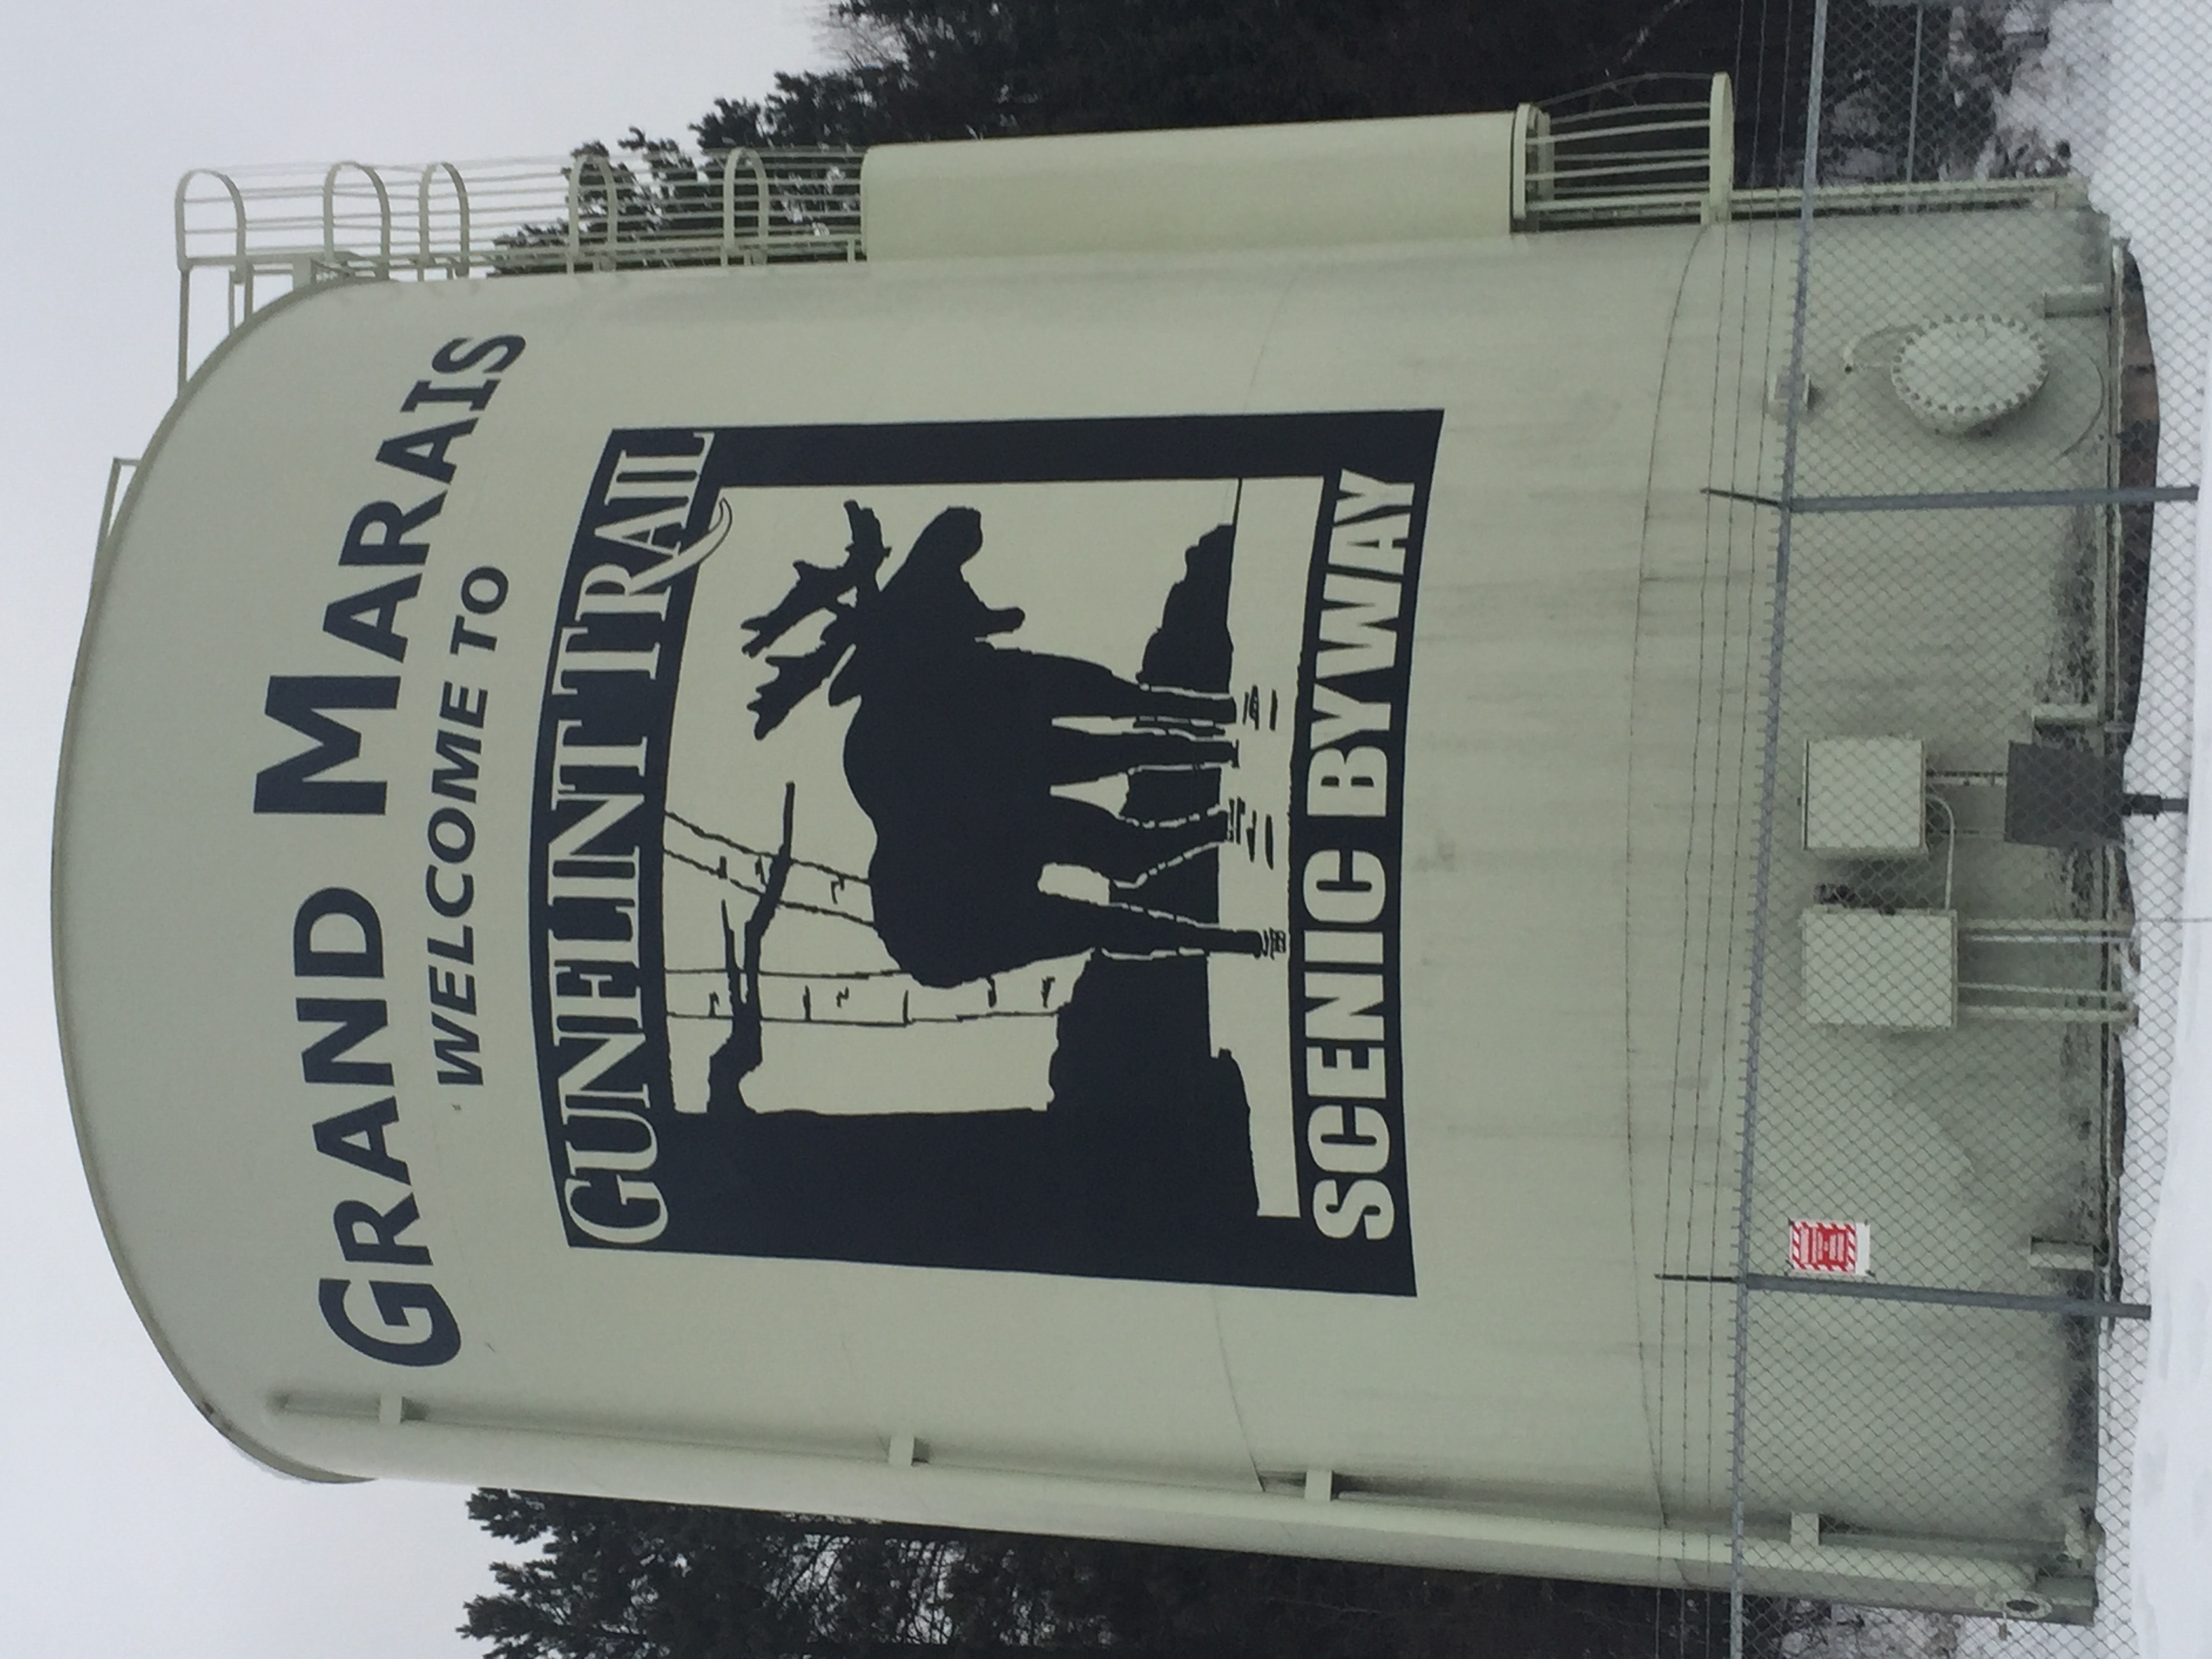 GRAND MARAIS
WELCOME TO
GUNFLINT TRAIL
SCENIC BYWAY